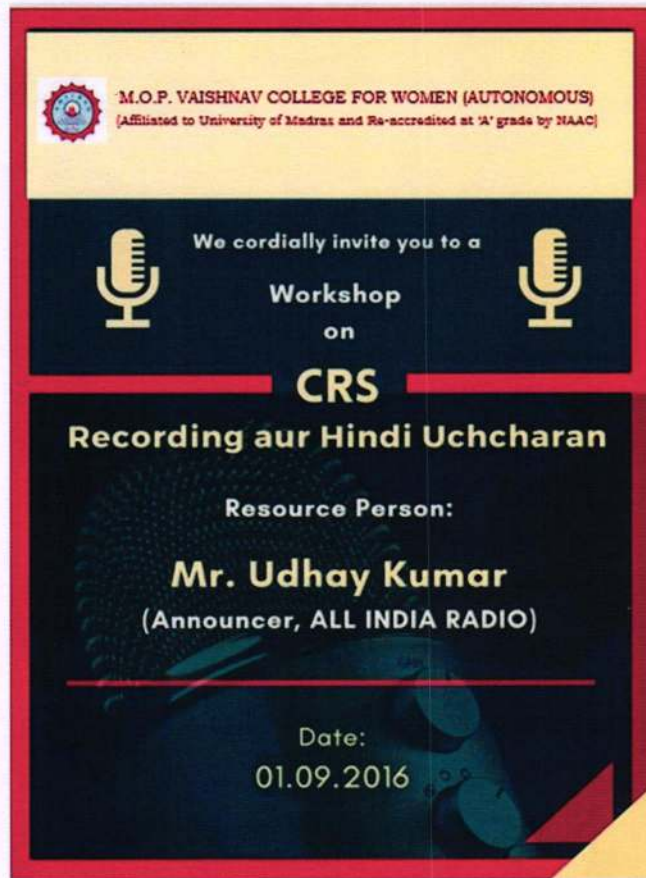 M.O.P. VAISHNAV COLLEGE FOR WOMEN (AUTONOMOUS)
(Affiliated to University of Madras and Re-accredited at 'A' grade by NAAC)
We cordially invite you to a
Workshop
on
CRS
Recording aur Hindi Uchcharan
Resource Person:
Mr. Udhay Kumar
(Announcer, ALL INDIA RADIO)
Date:
01.09.2016